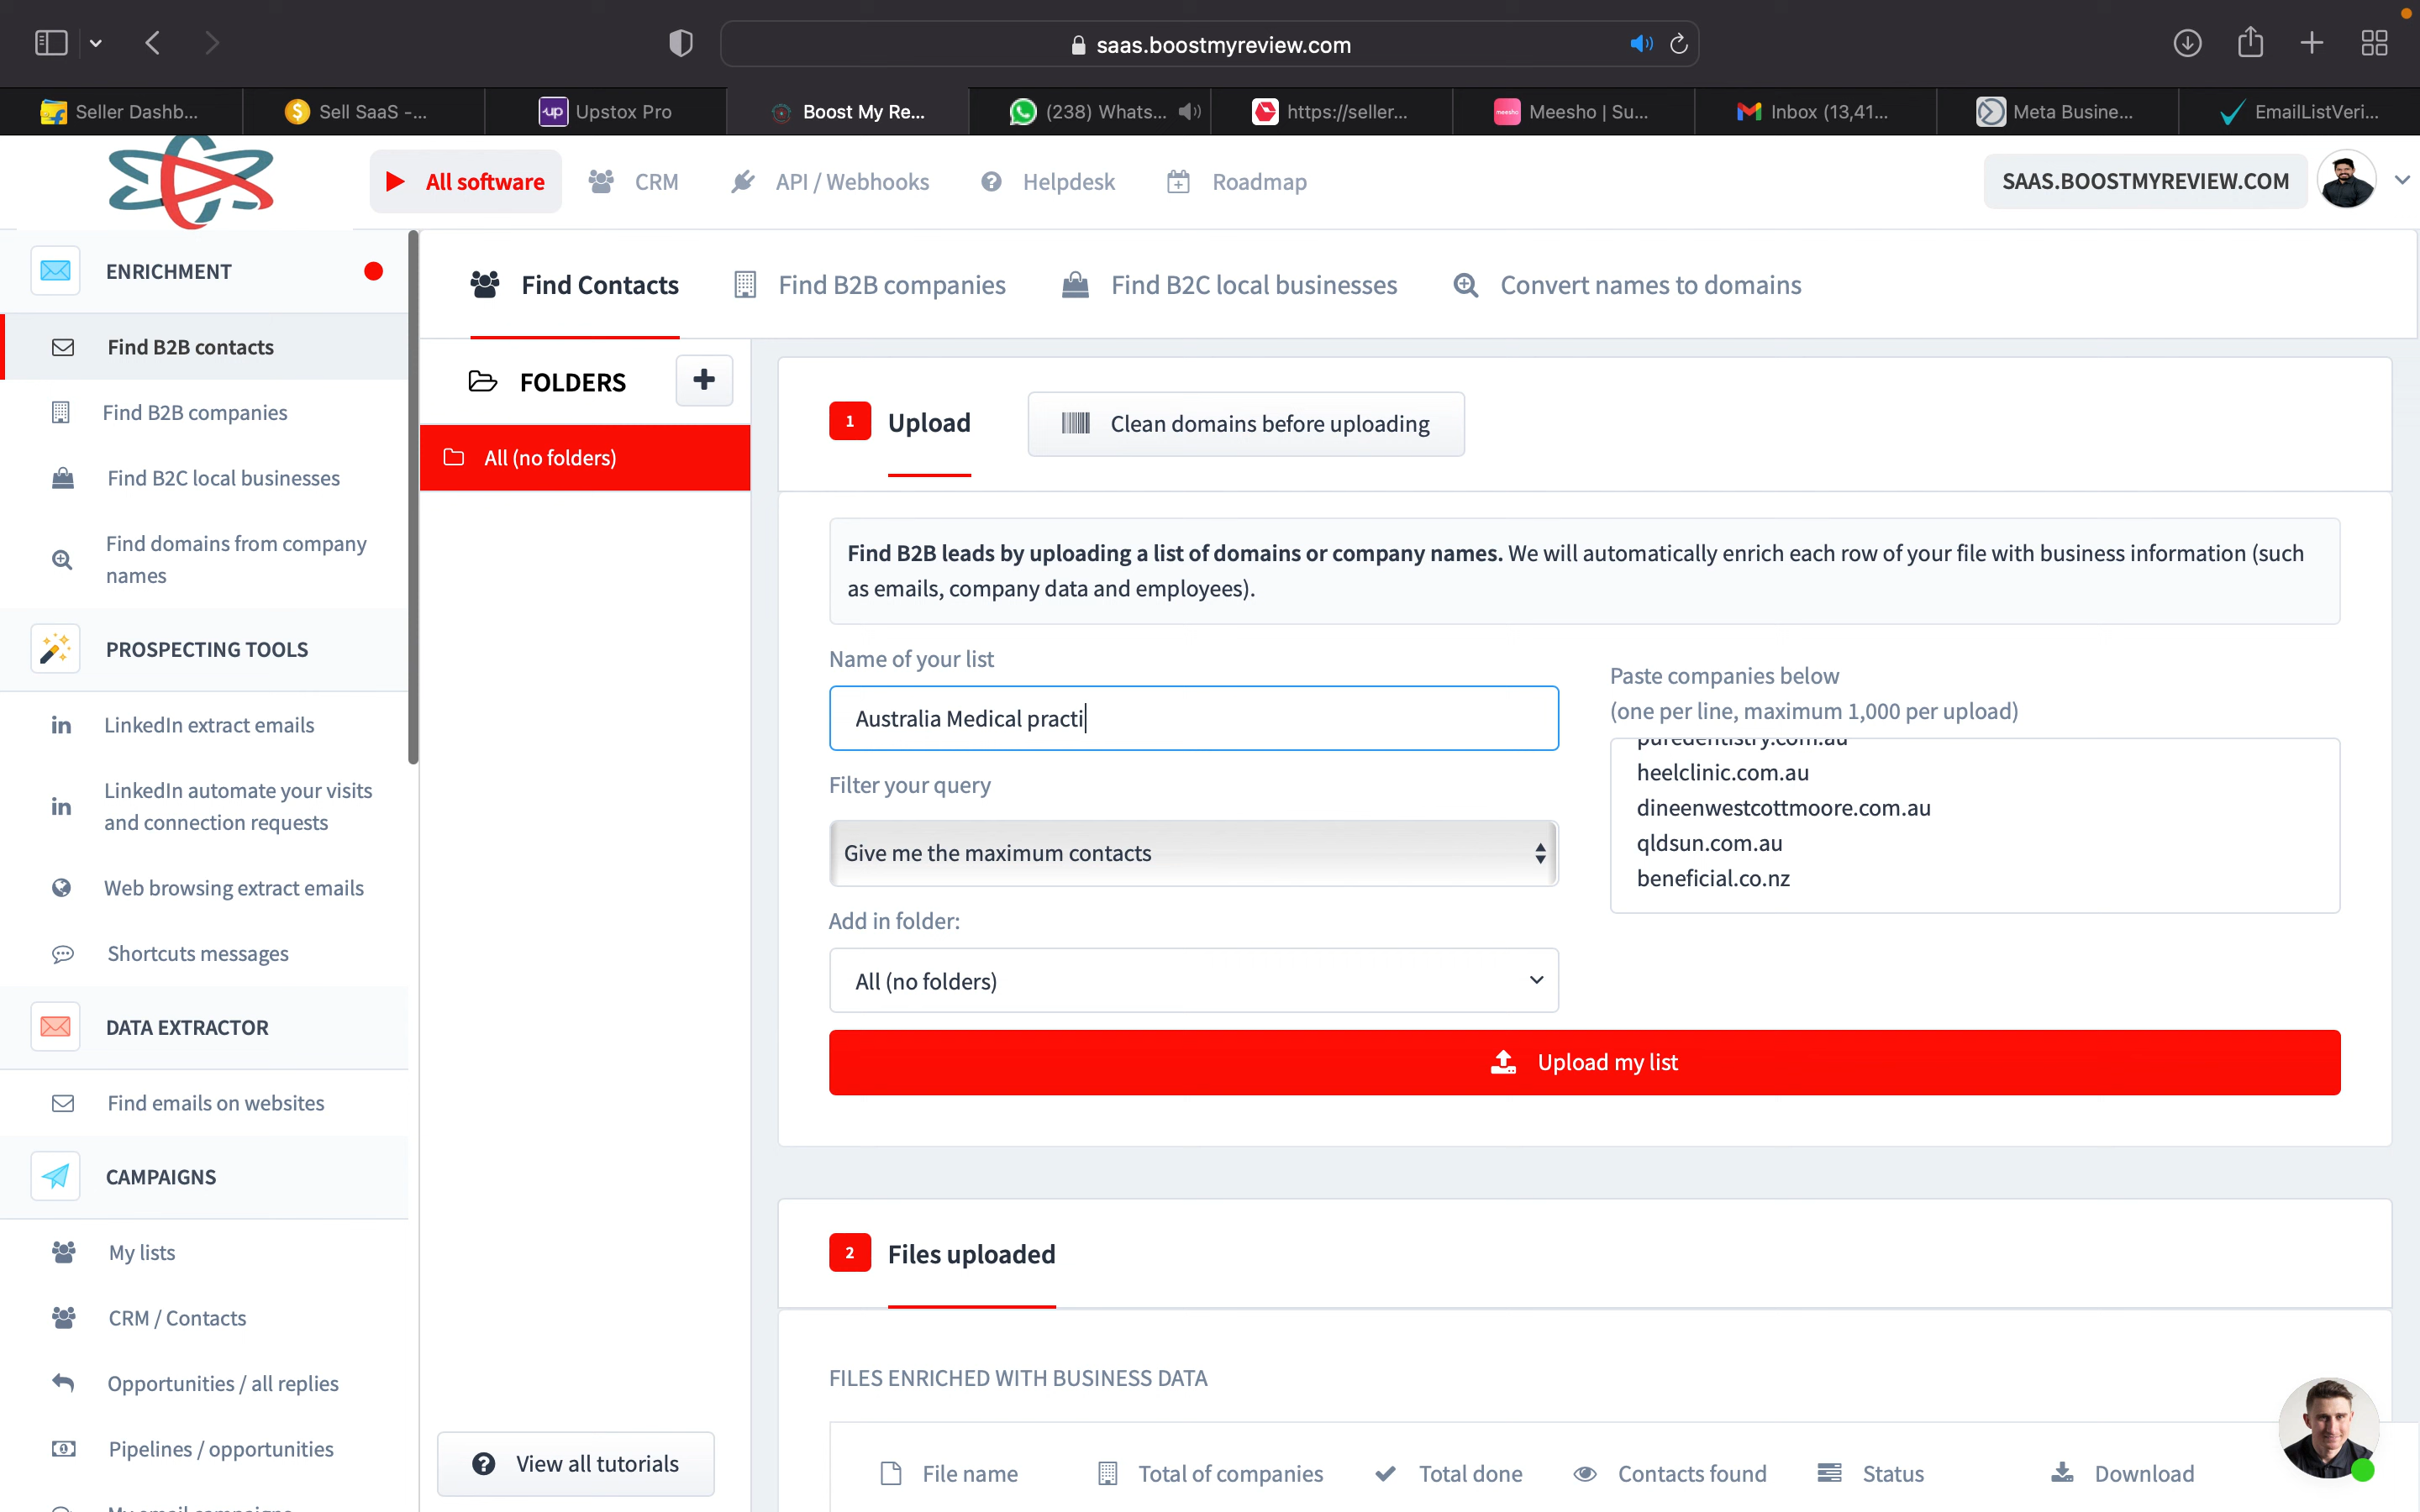 saas.boostmyreview.com
Seller Dashb...
Sell SaaS -...
Upstox Pro
Boost My Re...
(238) Whats...
https://seller...
Meesho | Su...
Inbox (13,41...
Meta Busine...
EmailListVeri...
All software
CRM
API / Webhooks
Helpdesk
Roadmap
SAAS.BOOSTMYREVIEW.COM
ENRICHMENT
Find B2B contacts
Find B2B companies
Find B2C local businesses
Find domains from company
names
PROSPECTING TOOLS
LinkedIn extract emails
LinkedIn automate your visits
and connection requests
Web browsing extract emails
Shortcuts messages
DATA EXTRACTOR
Find emails on websites
CAMPAIGNS
My lists
CRM / Contacts
Opportunities / all replies
Pipelines / opportunities
My email campaigns
Find Contacts
Find B2B companies
Find B2C local businesses
Convert names to domains
FOLDERS
All (no folders)
View all tutorials
1 Upload
Clean domains before uploading
Find B2B leads by uploading a list of domains or company names. We will automatically enrich each row of your file with business information (such
as emails, company data and employees).
Name of your list
Australia Medical practi
Filter your query
Give me the maximum contacts
Add in folder:
All (no folders)
Paste companies below
(one per line, maximum 1,000 per upload)
puredentistry.com.au
heelclinic.com.au
dineenwestcottmoore.com.au
qldsun.com.au
beneficial.co.nz
Upload my list
2 Files uploaded
FILES ENRICHED WITH BUSINESS DATA
File name
Total of companies
Total done
Contacts found
Status
Download